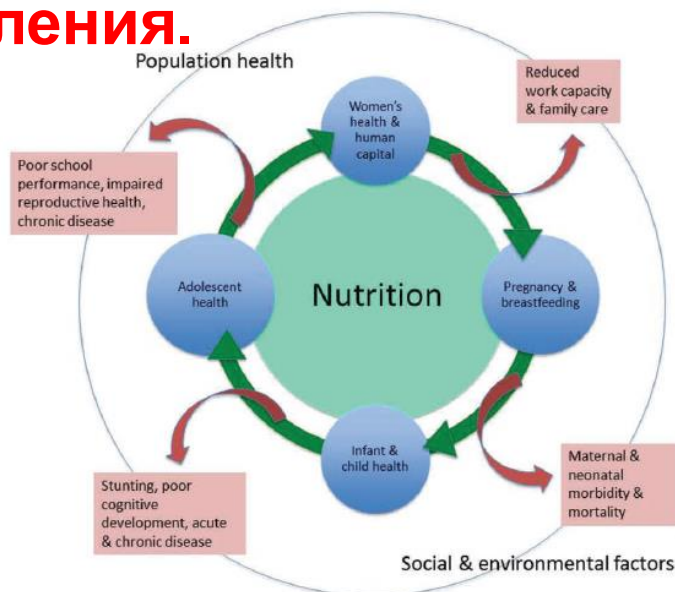 ления.
Population health
Reduced
work capacity
& family care
Women's
health &
human
capital
Poor school
performance, impaired
reproductive health,
chronic disease
Adolescent
health
Nutrition
Pregnancy &
breastfeeding
Infant &
child health
Stunting, poor
cognitive
development, acute
& chronic disease
Maternal &
neonatal
morbidity &
mortality
Social & environmental factors